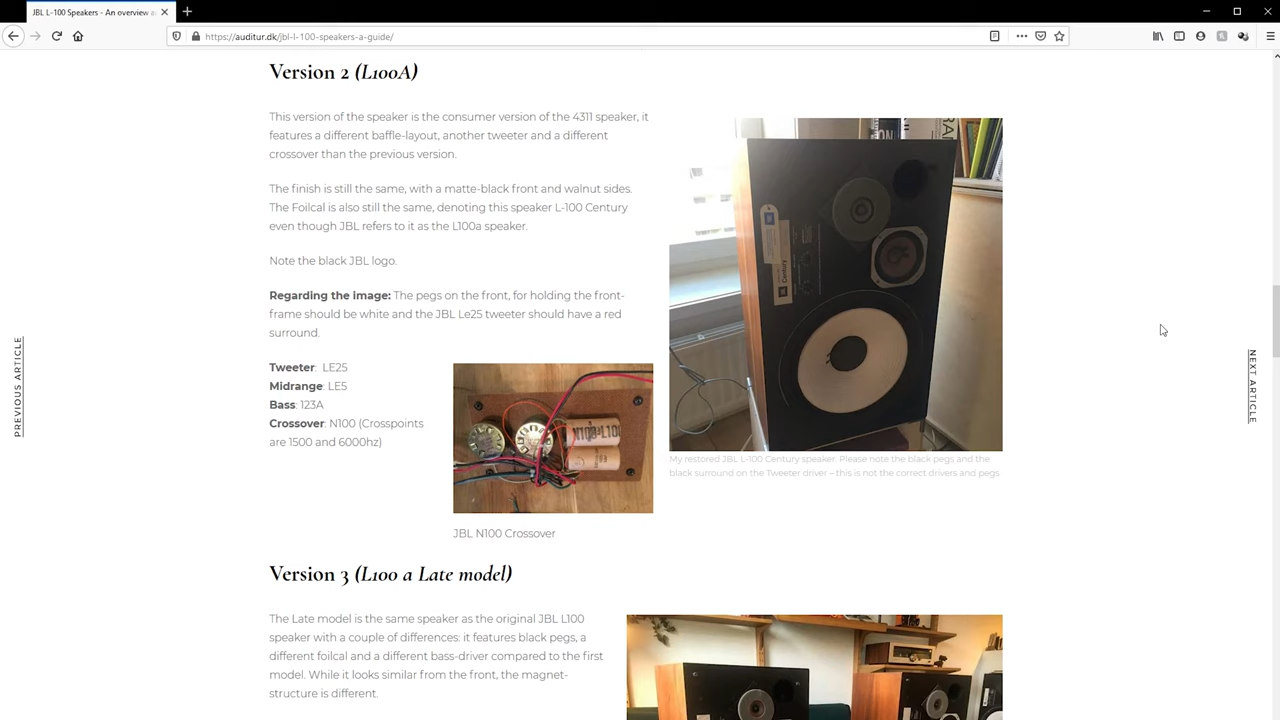 JBL L-100 Speakers - An overview a
https://auditur.dk/jbl-l-100-speakers-a-guide/
Version 2 (L100A)
This version of the speaker is the consumer version of the 4311 speaker, it
features a different baffle-layout, another tweeter and a different
crossover than the previous version.
The finish is still the same, with a matte-black front and walnut sides.
The Foilcal is also still the same, denoting this speaker L-100 Century
even though JBL refers to it as the L100a speaker.
Note the black JBL logo.
Regarding the image: The pegs on the front, for holding the front-
frame should be white and the JBL Le25 tweeter should have a red
surround.
Tweeter: LE25
Midrange: LE5
Bass: 123A
Crossover: N100 (Crosspoints
are 1500 and 6000hz)
JBL N100 Crossover
Century
My restored JBL L-100 Century speaker. Please note the black pegs and the
black surround on the Tweeter driver – this is not the correct drivers and pegs
PREVIOUS ARTICLE
NEXT ARTICLE
Version 3 (L100 a Late model)
The Late model is the same speaker as the original JBL L100
speaker with a couple of differences: it features black pegs, a
different foilcal and a different bass-driver compared to the first
model. While it looks similar from the front, the magnet-
structure is different.